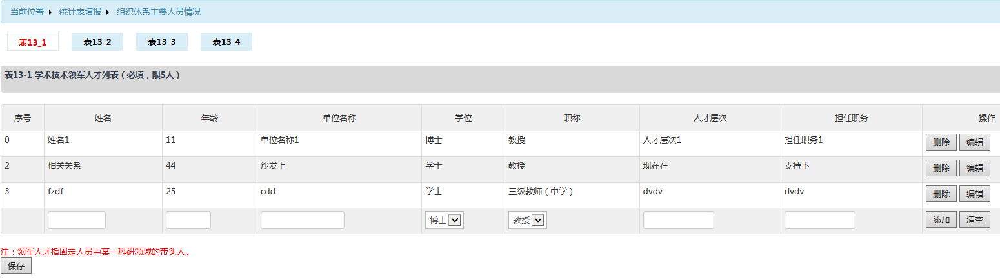 当前位置 统计表填报 组织体系主要人员情况
表13_1 表13_2 表13_3 表13_4
表13-1 学术技术领军人才列表（必填，限5人）
序号 姓名 年龄 单位名称 学位 职称 人才层次 担任职务 操作
0 姓名1 11 单位名称1 博士 教授 人才层次1 担任职务1 删除 编辑
2 相关关系 44 沙发上 学士 教授 现在在 支持下 删除 编辑
3 fzdf 25 cdd 学士 三级教师（中学） dvdv dvdv 删除 编辑
博士 教授 添加 清空
注：领军人才指固定人员中某一科研领域的带头人。
保存